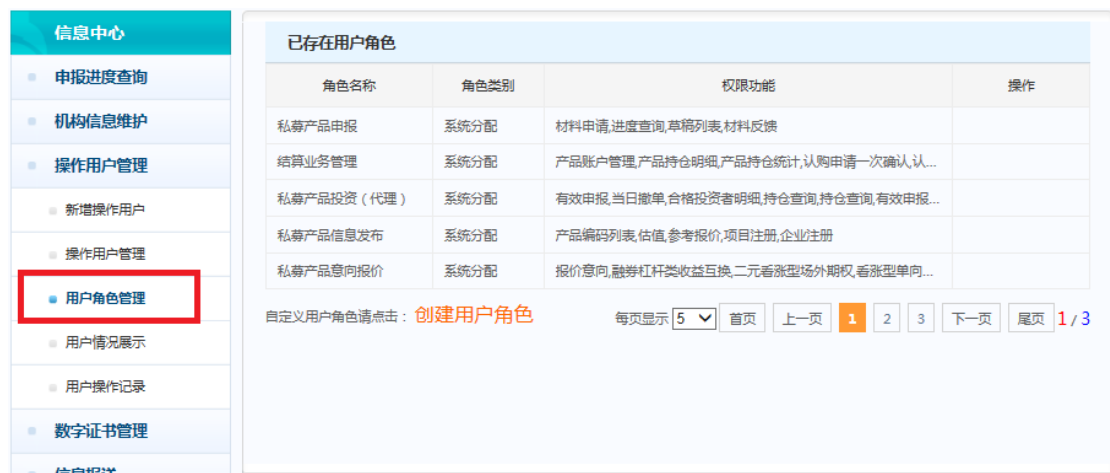 信息中心
申报进度查询
机构信息维护
操作用户管理
新增操作用户
操作用户管理
用户角色管理
用户情况展示
用户操作记录
数字证书管理
信息报送
已存在用户角色
角色名称 角色类别 权限功能 操作
私募产品申报 系统分配 材料申请,进度查询,草稿列表,材料反馈
结算业务管理 系统分配 产品账户管理,产品持仓明细,产品持仓统计,认购申请一次确认,认...
私募产品投资（代理） 系统分配 有效申报,当日撤单,合格投资者明细,持仓查询,持仓查询,有效申报...
私募产品信息发布 系统分配 产品编码列表,估值,参考报价,项目注册,企业注册
私募产品意向报价 系统分配 报价意向,融券杠杆类收益互换,二元看涨型场外期权,看涨型单向...
自定义用户角色请点击： 创建用户角色 每页显示 5 首页 上一页 1 2 3 下一页 尾页 1 / 3